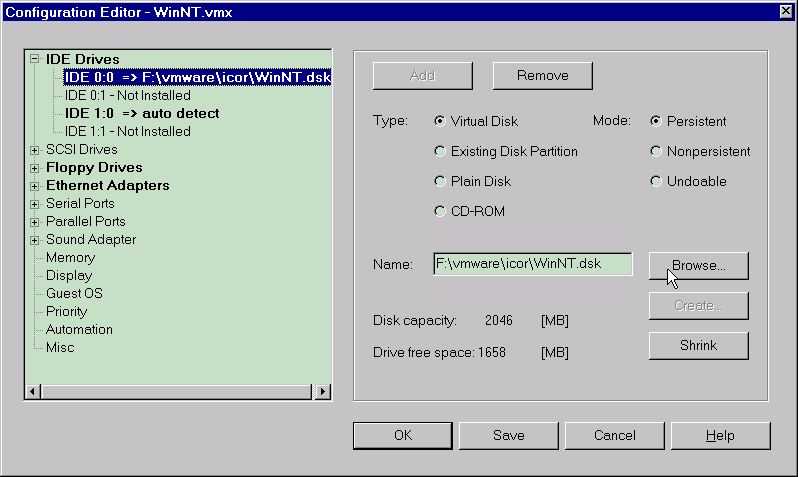 Configuration Editor - WinNT.vmx
IDE Drives
IDE 0:0 => F:\vmware\icor\WinNT.dsk
IDE 0:1 - Not Installed
IDE 1:0 => auto detect
IDE 1:1 - Not Installed
SCSI Drives
Floppy Drives
Ethernet Adapters
Serial Ports
Parallel Ports
Sound Adapter
Memory
Display
Guest OS
Priority
Automation
Misc
Add Remove
Type: Virtual Disk Mode: Persistent
Existing Disk Partition Nonpersistent
Plain Disk Undoable
CD-ROM
Name: F:\vmware\icor\WinNT.dsk Browse...
Create...
Disk capacity: 2046 [MB]
Shrink
Drive free space: 1658 [MB]
OK Save Cancel Help